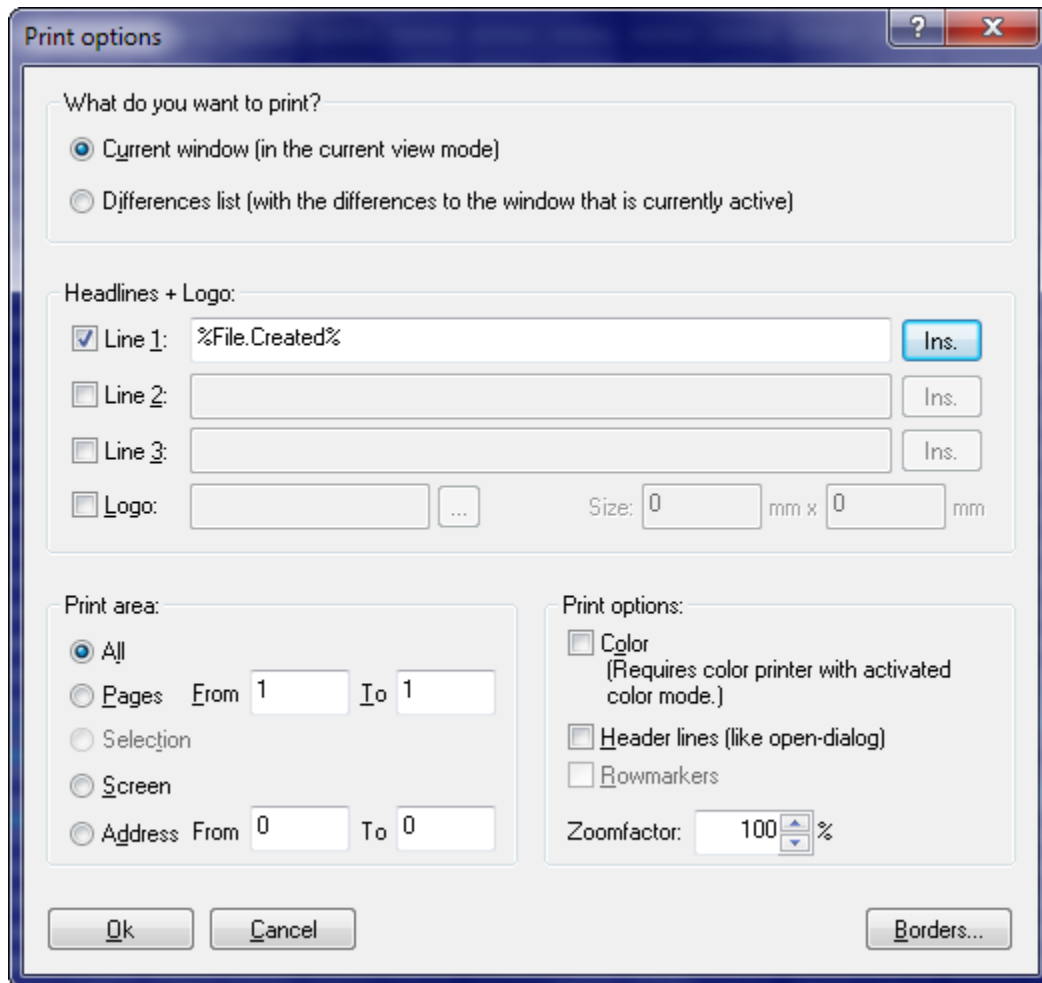 Print options
What do you want to print?
Current window (in the current view mode)
Differences list (with the differences to the window that is currently active)
Headlines + Logo:
Line 1: %File.Created% Ins.
Line 2: Ins.
Line 3: Ins.
Logo: ... Size: 0 mm x 0 mm
Print area:
All
Pages From 1 To 1
Selection
Screen
Address From 0 To 0
Print options:
Color
(Requires color printer with activated
color mode.)
Header lines (like open-dialog)
Rowmarkers
Zoomfactor: 100 %
Ok Cancel Borders...